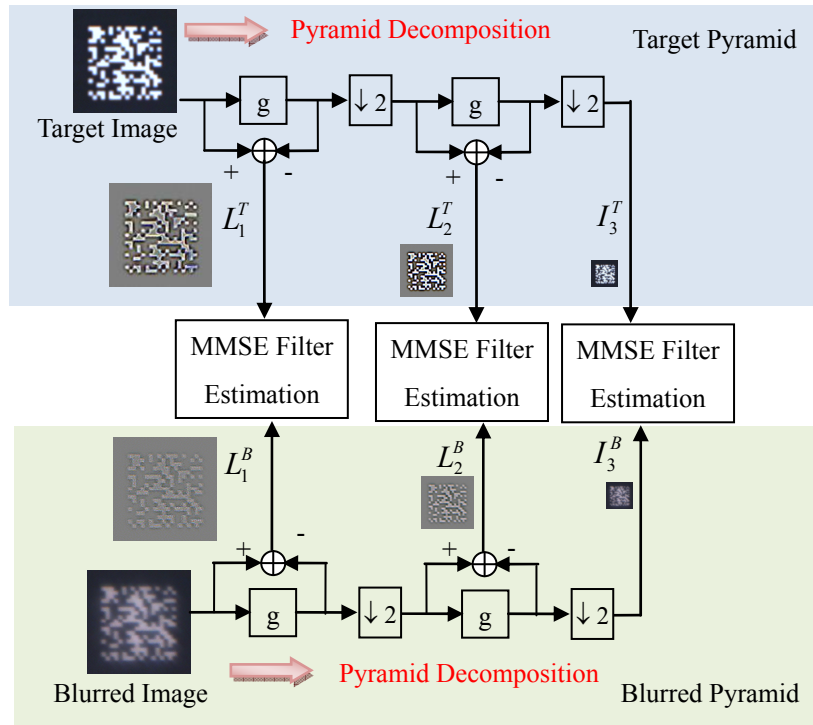 Pyramid Decomposition
Target Pyramid
g
↓ 2
g
↓ 2
Target Image
+ -
+ -
L_1^T
L_2^T
I_3^T
MMSE Filter
Estimation
MMSE Filter
Estimation
MMSE Filter
Estimation
L_1^B
L_2^B
I_3^B
+ -
+ -
g
↓ 2
g
↓ 2
Pyramid Decomposition
Blurred Image
Blurred Pyramid